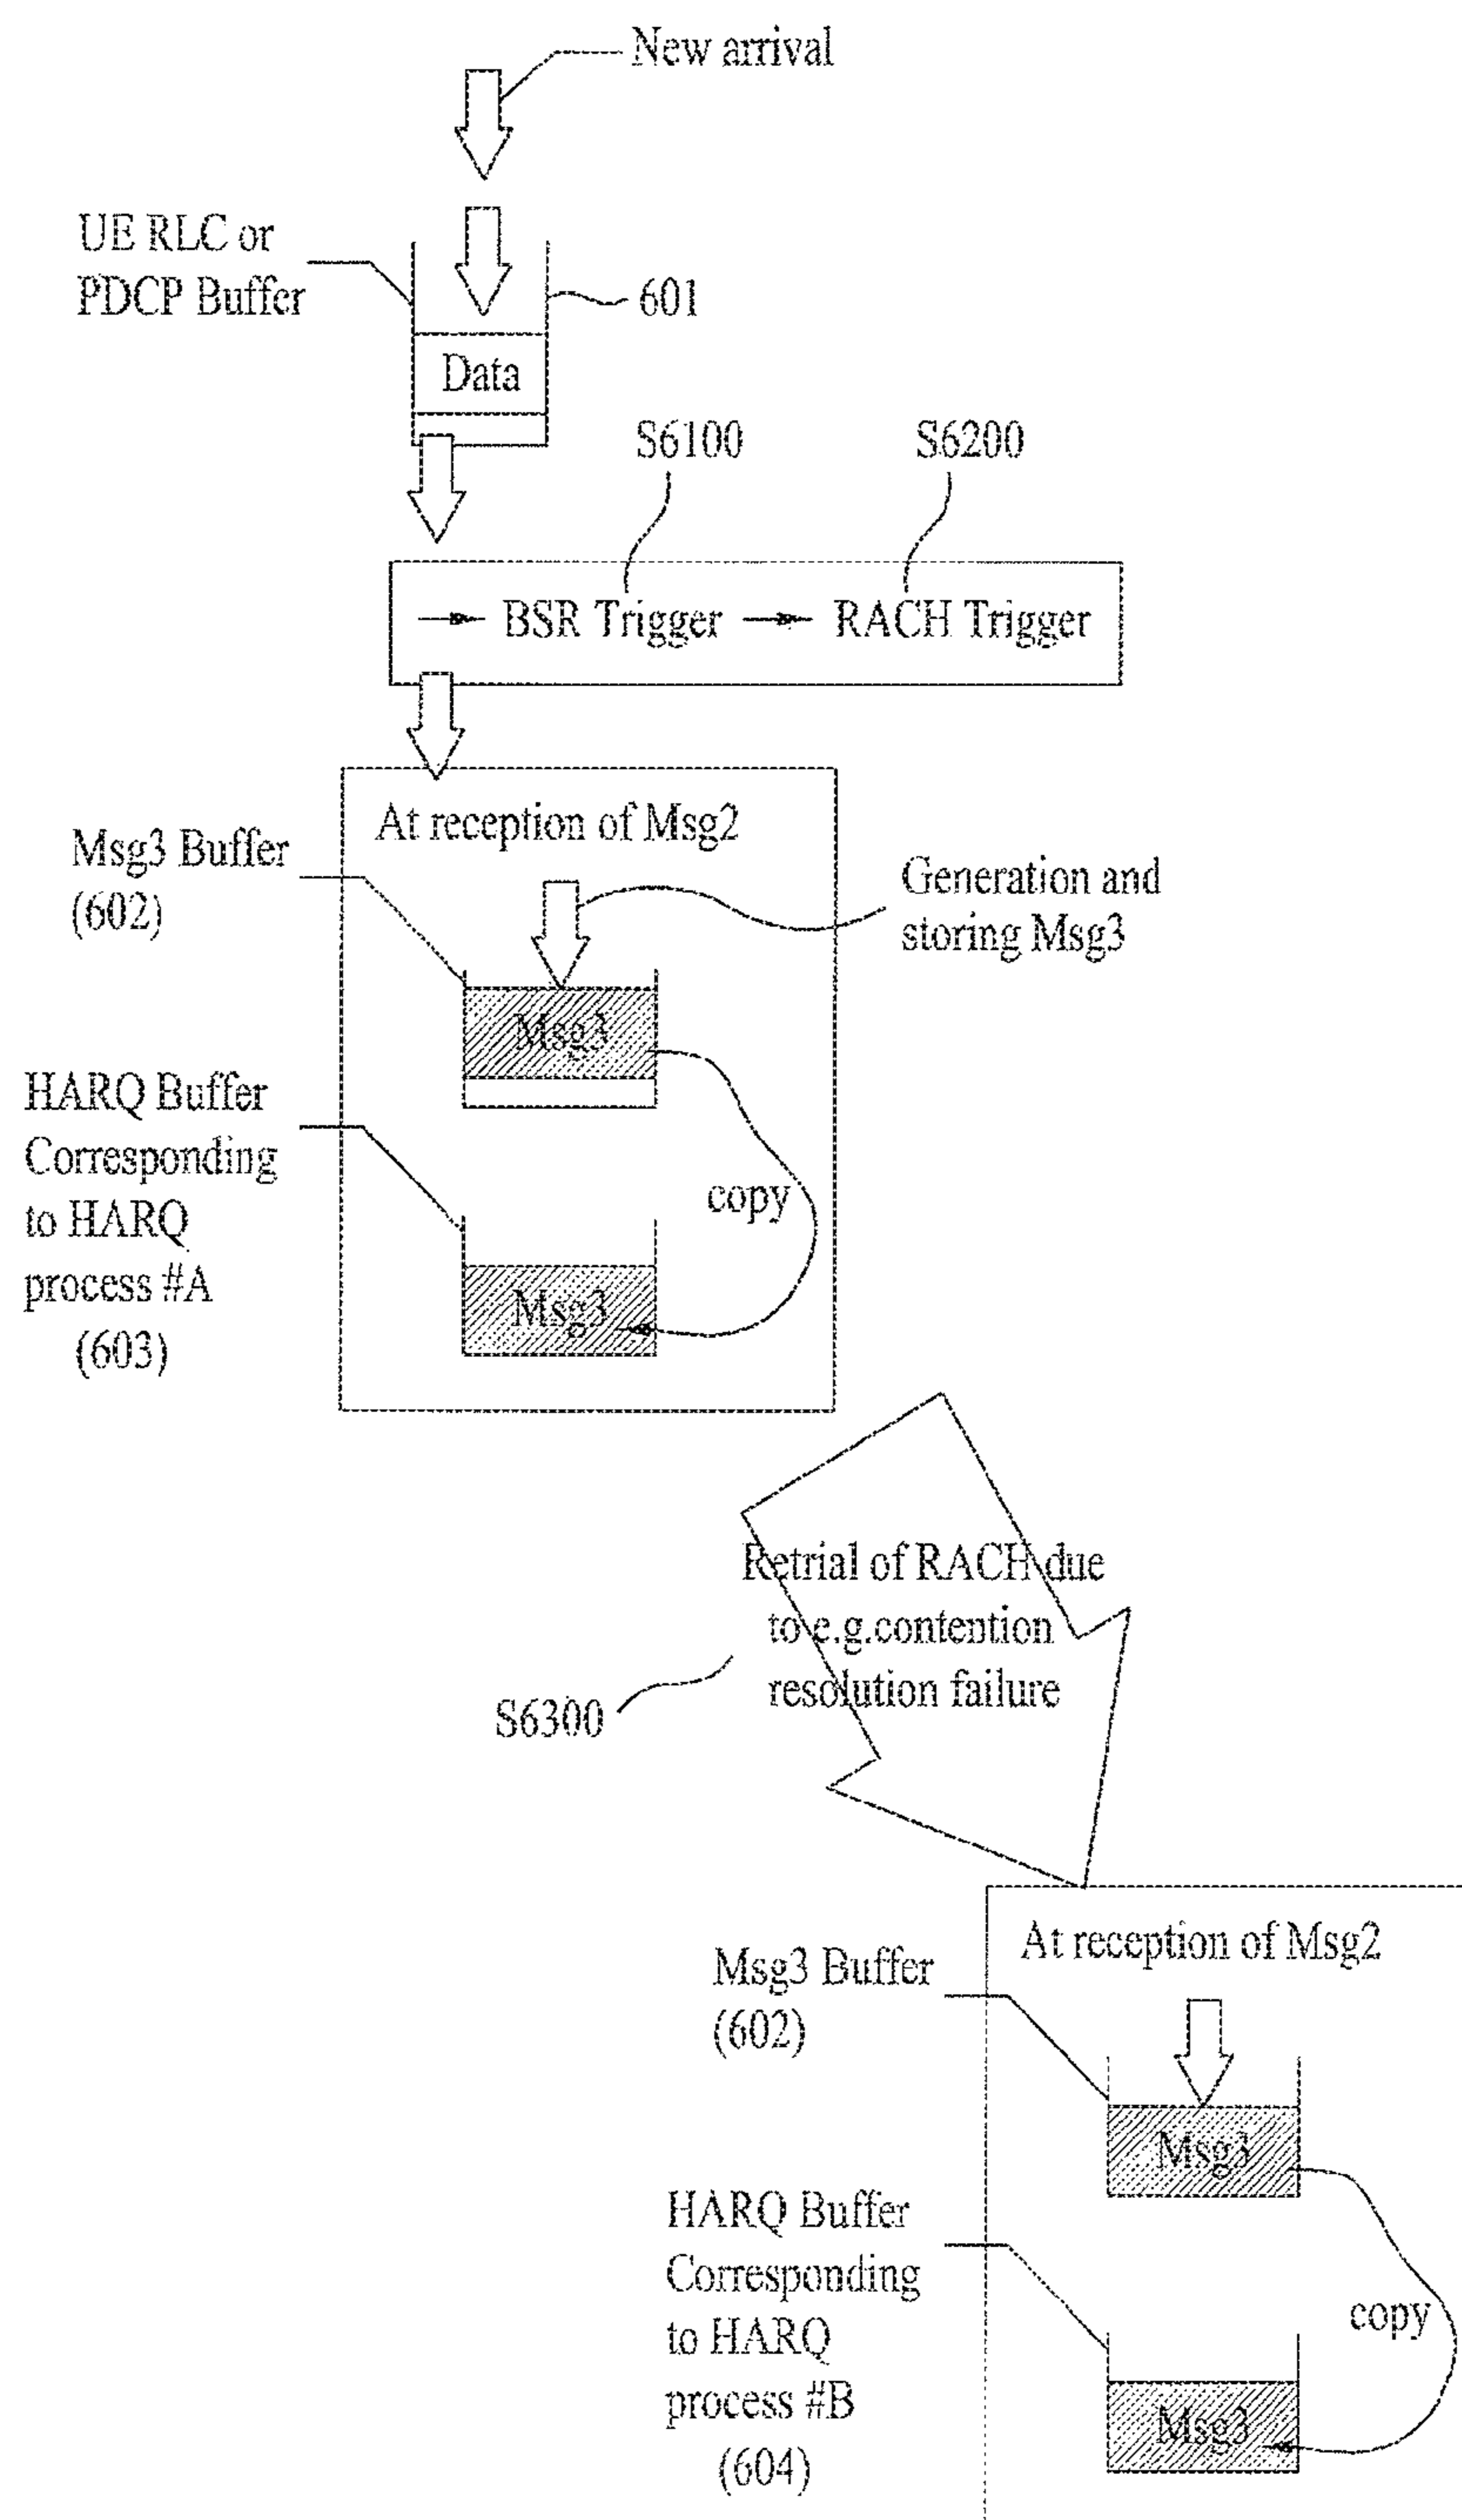 New arrival
UE RLC or
PDCP Buffer
601
Data
S6100
S6200
BSR Trigger
RACH Trigger
At reception of Msg2
Msg3 Buffer
(602)
Generation and
storing Msg3
Msg3
HARQ Buffer
Corresponding
to HARQ
process #A
(603)
copy
Msg3
Retrial of RACH due
to e.g.contention
resolution failure
S6300
At reception of Msg2
Msg3 Buffer
(602)
Msg3
HARQ Buffer
Corresponding
to HARQ
process #B
(604)
copy
Msg3